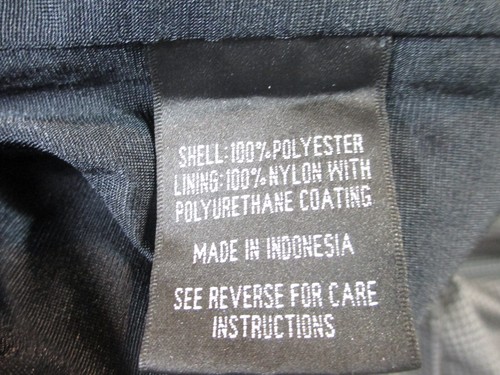 SHELL:100% POLYESTER
LINING:100% NYLON WITH
POLYURETHANE COATING
MADE IN INDONESIA
SEE REVERSE FOR CARE
INSTRUCTIONS